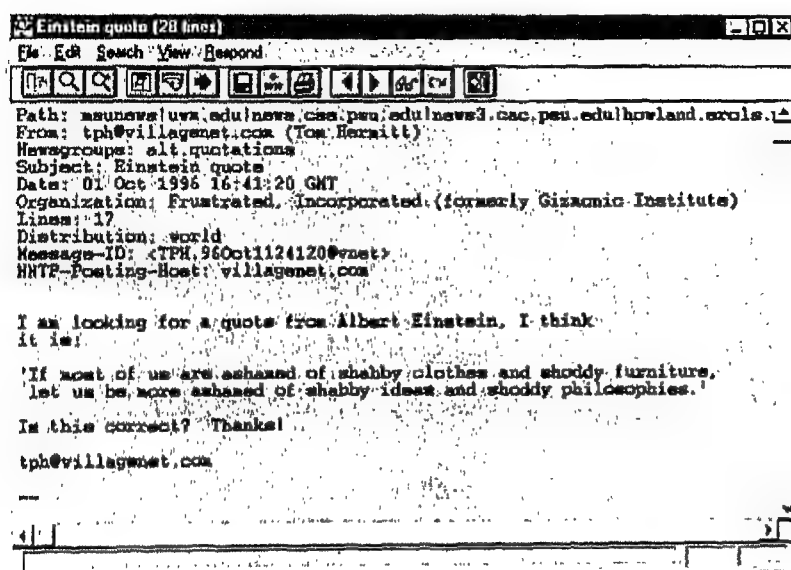 Einstein quote (28 lines)
File Edit Search View Respond
Path: msunews!uwm.edu!news.cse.psu.edu!news3.cac.psu.edu!howland.erols.
From: tph@villagenet.com (Tom Hermitt)
Newsgroups: alt.quotations
Subject: Einstein quote
Date: 01 Oct 1996 16:41:20 GMT
Organization: Frustrated, Incorporated (formerly Gizmonic Institute)
Lines: 17
Distribution: world
Message-ID: <TPH.96Oct1124120@vnet>
NNTP-Posting-Host: villagenet.com
I am looking for a quote from Albert Einstein, I think
it is:
'If most of us are ashamed of shabby clothes and shoddy furniture,
let us be more ashamed of shabby ideas and shoddy philosophies.'
Is this correct? Thanks!
tph@villagenet.com
--